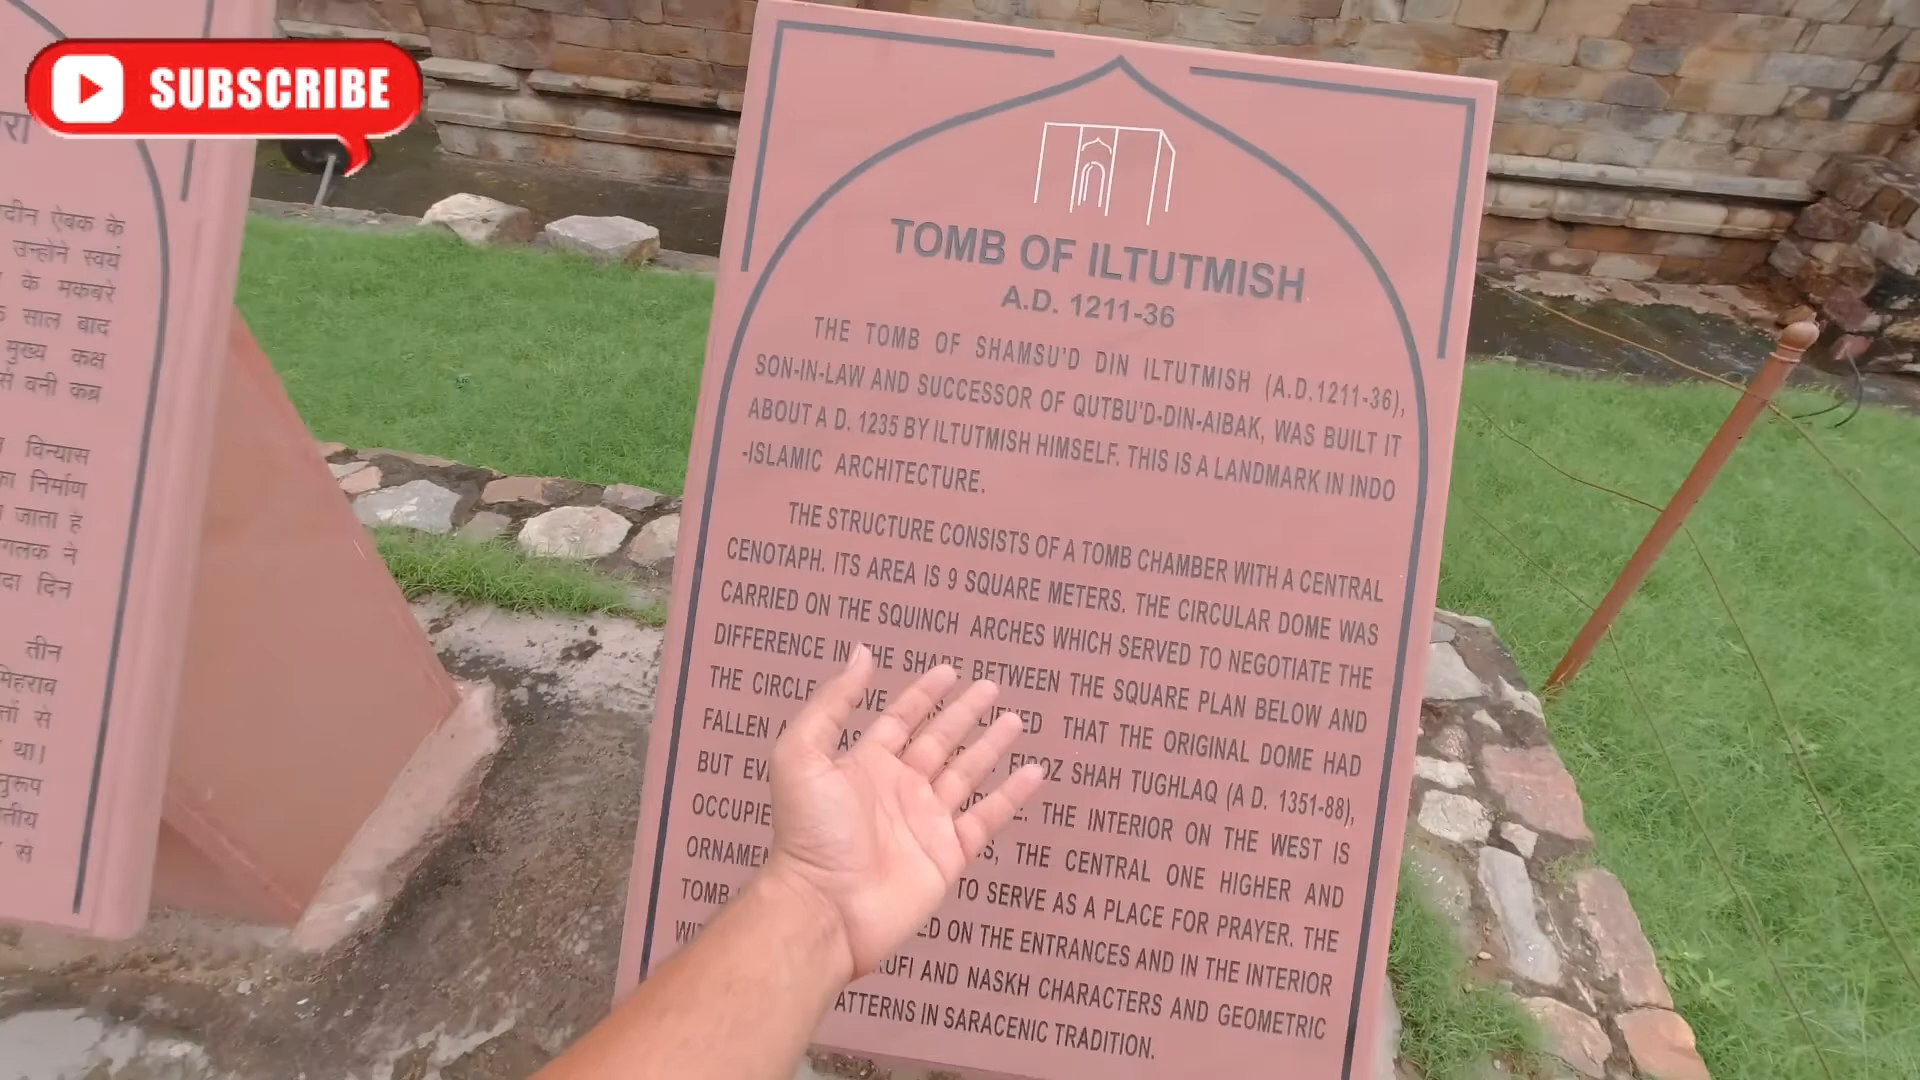 SUBSCRIBE
रा
दीन ऐबक के
उन्होने स्वयं
के मकबरे
साल बाद
मुख्य कक्ष
से बनी कब्र
विन्यास
का निर्माण
जाता है
गलक ने
दा दिन
तीन
मेहराब
तों से
था।
नुरूप
तीय
से
TOMB OF ILTUTMISH
A.D. 1211-36
THE TOMB OF SHAMSU'D DIN ILTUTMISH (A.D.1211-36),
SON-IN-LAW AND SUCCESSOR OF QUTBU'D-DIN-AIBAK, WAS BUILT IT
ABOUT A D. 1235 BY ILTUTMISH HIMSELF. THIS IS A LANDMARK IN INDO
-ISLAMIC ARCHITECTURE.
THE STRUCTURE CONSISTS OF A TOMB CHAMBER WITH A CENTRAL
CENOTAPH. ITS AREA IS 9 SQUARE METERS. THE CIRCULAR DOME WAS
CARRIED ON THE SQUINCH ARCHES WHICH SERVED TO NEGOTIATE THE
DIFFERENCE IN THE SHAPE BETWEEN THE SQUARE PLAN BELOW AND
THE CIRCLE THAT THE ORIGINAL DOME HAD
FALLEN FIROZ SHAH TUGHLAQ (A D. 1351-88),
BUT THE INTERIOR ON THE WEST IS
THE CENTRAL ONE HIGHER AND
TO SERVE AS A PLACE FOR PRAYER. THE
TOMB ON THE ENTRANCES AND IN THE INTERIOR
AND NASKH CHARACTERS AND GEOMETRIC
IN SARACENIC TRADITION.